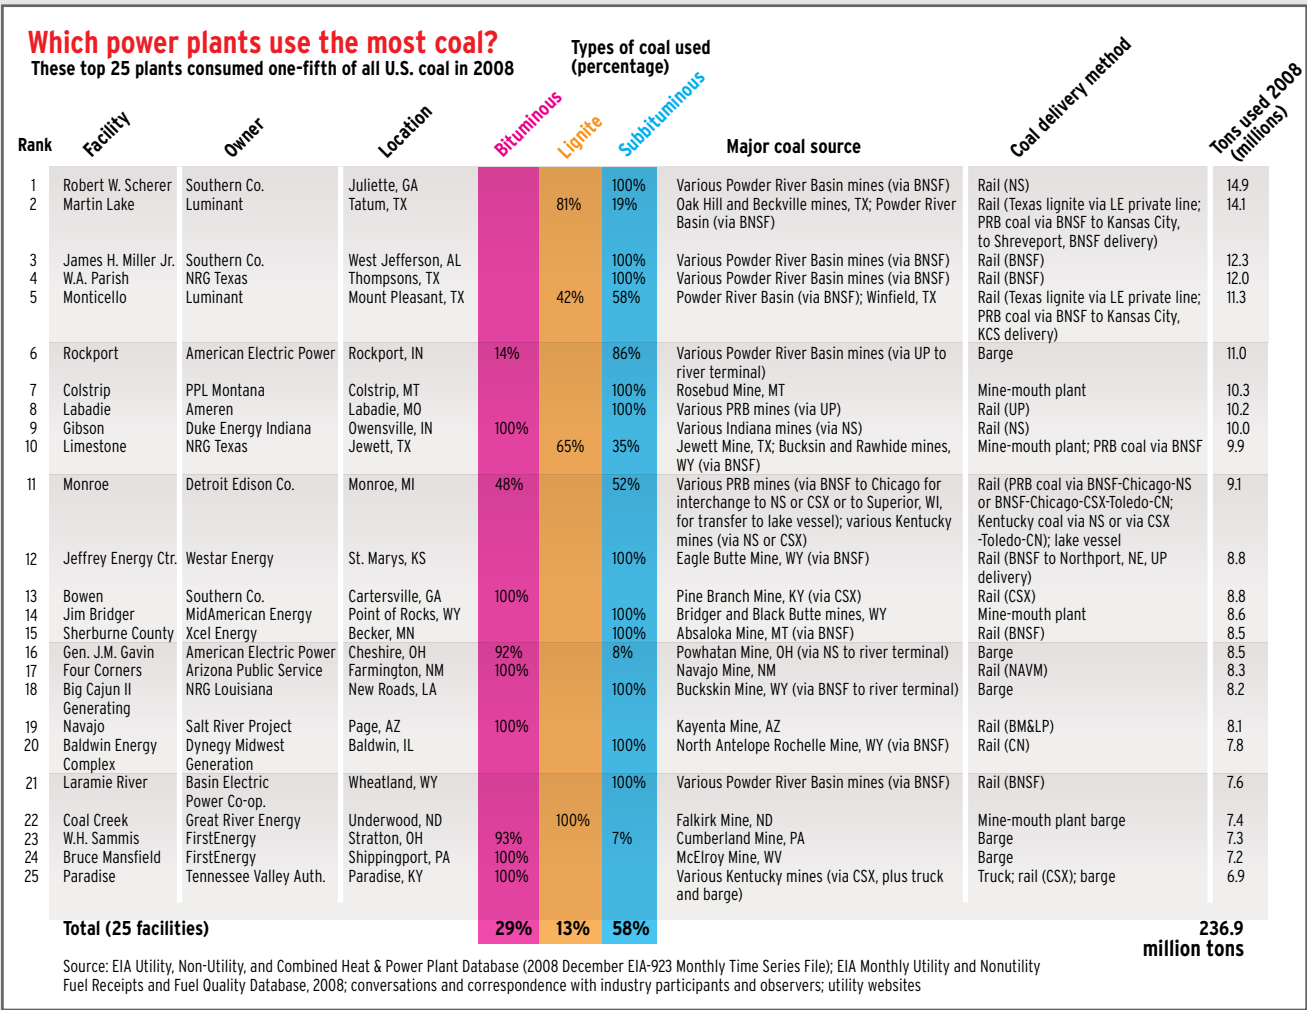 Which power plants use the most coal?
These top 25 plants consumed one-fifth of all U.S. coal in 2008
Types of coal used
(percentage)
Rank Facility Owner Location Bituminous Lignite Subbituminous Major coal source Coal delivery method Tons used 2008
(millions)
1 Robert W. Scherer Southern Co. Juliette, GA 100% Various Powder River Basin mines (via BNSF) Rail (NS) 14.9
2 Martin Lake Luminant Tatum, TX 81% 19% Oak Hill and Beckville mines, TX; Powder River Rail (Texas lignite via LE private line; 14.1
Basin (via BNSF) PRB coal via BNSF to Kansas City,
to Shreveport, BNSF delivery)
3 James H. Miller Jr. Southern Co. West Jefferson, AL 100% Various Powder River Basin mines (via BNSF) Rail (BNSF) 12.3
4 W.A. Parish NRG Texas Thompsons, TX 100% Various Powder River Basin mines (via BNSF) Rail (BNSF) 12.0
5 Monticello Luminant Mount Pleasant, TX 42% 58% Powder River Basin (via BNSF); Winfield, TX Rail (Texas lignite via LE private line; 11.3
PRB coal via BNSF to Kansas City,
KCS delivery)
6 Rockport American Electric Power Rockport, IN 14% 86% Various Powder River Basin mines (via UP to Barge 11.0
river terminal)
7 Colstrip PPL Montana Colstrip, MT 100% Rosebud Mine, MT Mine-mouth plant 10.3
8 Labadie Ameren Labadie, MO 100% Various PRB mines (via UP) Rail (UP) 10.2
9 Gibson Duke Energy Indiana Owensville, IN 100% Various Indiana mines (via NS) Rail (NS) 10.0
10 Limestone NRG Texas Jewett, TX 65% 35% Jewett Mine, TX; Bucksin and Rawhide mines, Mine-mouth plant; PRB coal via BNSF 9.9
WY (via BNSF)
11 Monroe Detroit Edison Co. Monroe, MI 48% 52% Various PRB mines (via BNSF to Chicago for Rail (PRB coal via BNSF-Chicago-NS 9.1
interchange to NS or CSX or to Superior, WI, or BNSF-Chicago-CSX-Toledo-CN;
for transfer to lake vessel); various Kentucky Kentucky coal via NS or via CSX
mines (via NS or CSX) -Toledo-CN); lake vessel
12 Jeffrey Energy Ctr. Westar Energy St. Marys, KS 100% Eagle Butte Mine, WY (via BNSF) Rail (BNSF to Northport, NE, UP 8.8
delivery)
13 Bowen Southern Co. Cartersville, GA 100% Pine Branch Mine, KY (via CSX) Rail (CSX) 8.8
14 Jim Bridger MidAmerican Energy Point of Rocks, WY 100% Bridger and Black Butte mines, WY Mine-mouth plant 8.6
15 Sherburne County Xcel Energy Becker, MN 100% Absaloka Mine, MT (via BNSF) Rail (BNSF) 8.5
16 Gen. J.M. Gavin American Electric Power Cheshire, OH 92% 8% Powhatan Mine, OH (via NS to river terminal) Barge 8.5
17 Four Corners Arizona Public Service Farmington, NM 100% Navajo Mine, NM Rail (NAVM) 8.3
18 Big Cajun II NRG Louisiana New Roads, LA 100% Buckskin Mine, WY (via BNSF to river terminal) Barge 8.2
Generating
19 Navajo Salt River Project Page, AZ 100% Kayenta Mine, AZ Rail (BM&LP) 8.1
20 Baldwin Energy Dynegy Midwest Baldwin, IL 100% North Antelope Rochelle Mine, WY (via BNSF) Rail (CN) 7.8
Complex Generation
21 Laramie River Basin Electric Wheatland, WY 100% Various Powder River Basin mines (via BNSF) Rail (BNSF) 7.6
Power Co-op.
22 Coal Creek Great River Energy Underwood, ND 100% Falkirk Mine, ND Mine-mouth plant barge 7.4
23 W.H. Sammis FirstEnergy Stratton, OH 93% 7% Cumberland Mine, PA Barge 7.3
24 Bruce Mansfield FirstEnergy Shippingport, PA 100% McElroy Mine, WV Barge 7.2
25 Paradise Tennessee Valley Auth. Paradise, KY 100% Various Kentucky mines (via CSX, plus truck Truck; rail (CSX); barge 6.9
and barge)
Total (25 facilities) 29% 13% 58% 236.9
million tons
Source: EIA Utility, Non-Utility, and Combined Heat & Power Plant Database (2008 December EIA-923 Monthly Time Series File); EIA Monthly Utility and Nonutility
Fuel Receipts and Fuel Quality Database, 2008; conversations and correspondence with industry participants and observers; utility websites